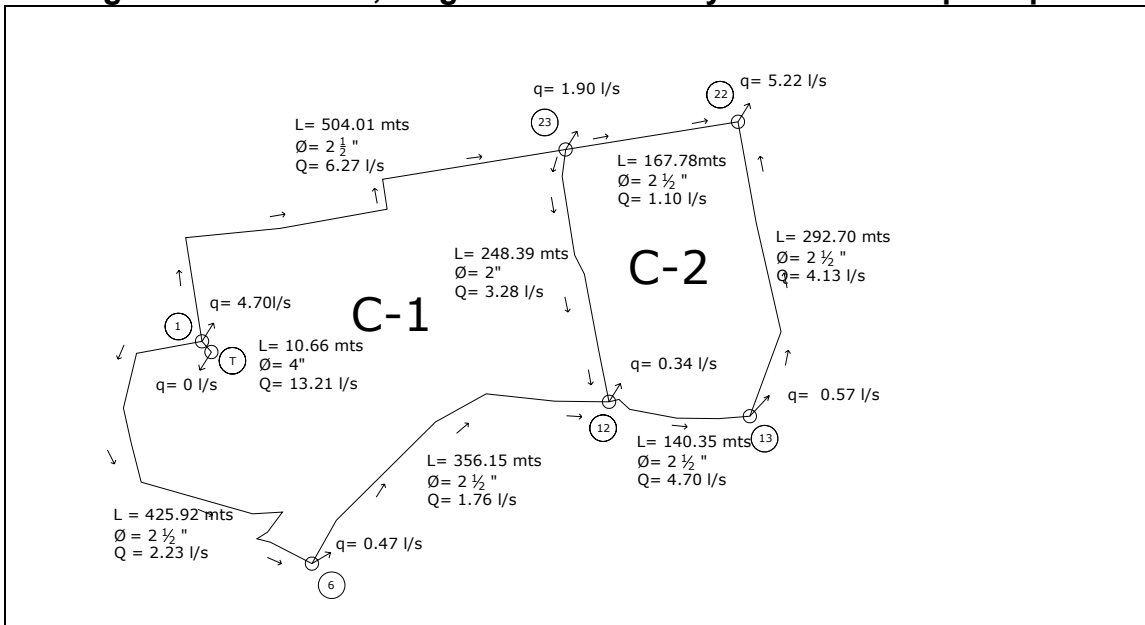 q= 5.22 l/s
22
q= 1.90 l/s
23
L= 504.01 mts
Ø= 2 ½ "
Q= 6.27 l/s
L= 167.78mts
Ø= 2 ½ "
Q= 1.10 l/s
L= 292.70 mts
Ø= 2 ½ "
Q= 4.13 l/s
L= 248.39 mts
Ø= 2"
Q= 3.28 l/s
C-2
C-1
q= 4.70l/s
1
T
L= 10.66 mts
Ø= 4"
Q= 13.21 l/s
q= 0 l/s
q= 0.34 l/s
q= 0.57 l/s
12
13
L= 140.35 mts
Ø= 2 ½ "
Q= 4.70 l/s
L= 356.15 mts
Ø= 2 ½ "
Q= 1.76 l/s
L = 425.92 mts
Ø = 2 ½ "
Q = 2.23 l/s
q= 0.47 l/s
6